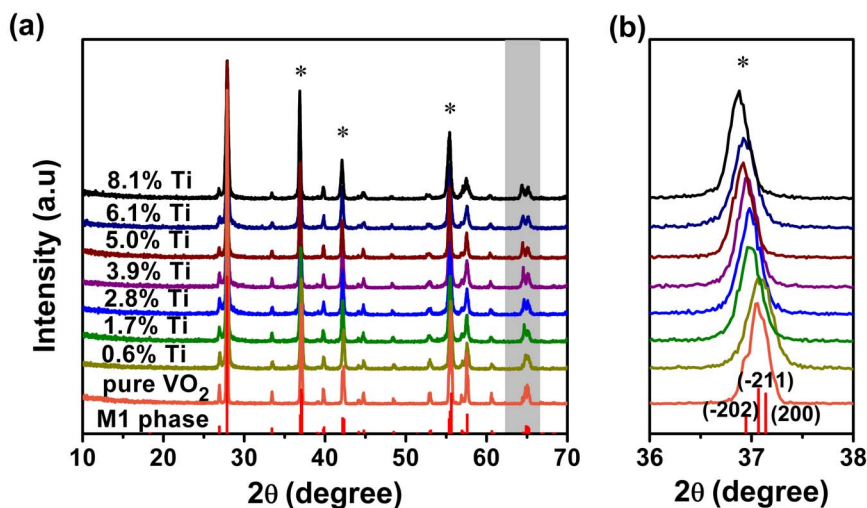 (a)
*
*
*
8.1% Ti
6.1% Ti
5.0% Ti
3.9% Ti
2.8% Ti
1.7% Ti
0.6% Ti
pure VO₂
M1 phase
Intensity (a.u)
10 20 30 40 50 60 70
2θ (degree)
(b)
*
(-211)
(-202) (200)
36 37 38
2θ (degree)